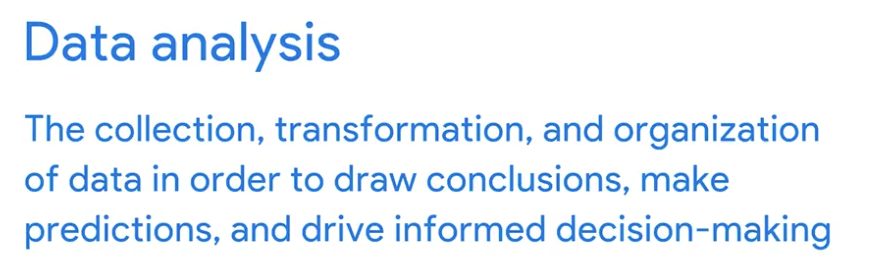 Data analysis
The collection, transformation, and organization
of data in order to draw conclusions, make
predictions, and drive informed decision-making